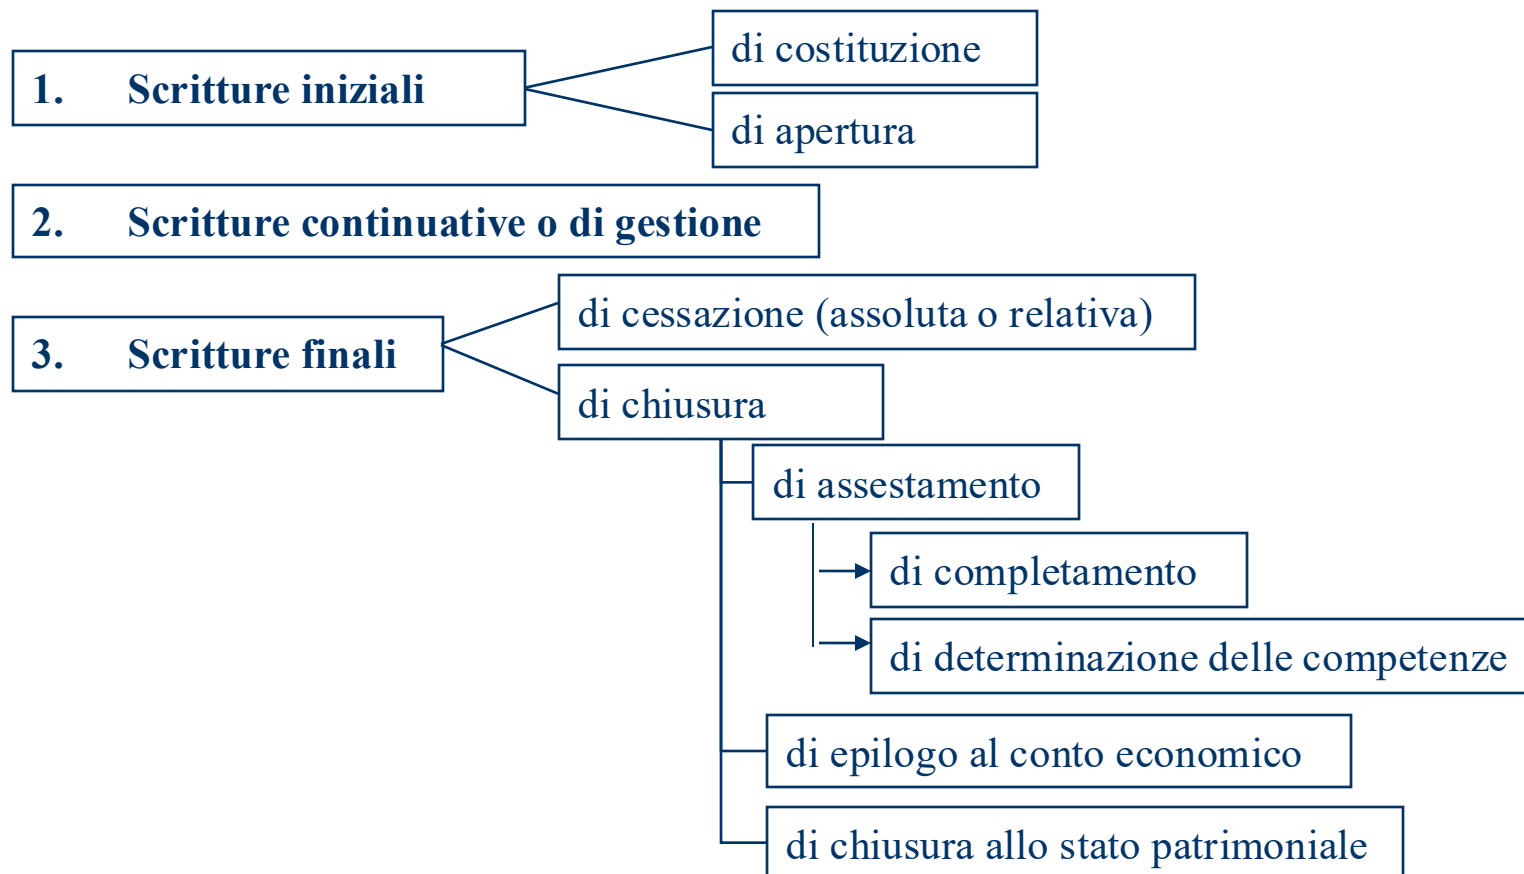 di costituzione
1. Scritture iniziali
di apertura
2. Scritture continuative o di gestione
di cessazione (assoluta o relativa)
3. Scritture finali
di chiusura
di assestamento
di completamento
di determinazione delle competenze
di epilogo al conto economico
di chiusura allo stato patrimoniale